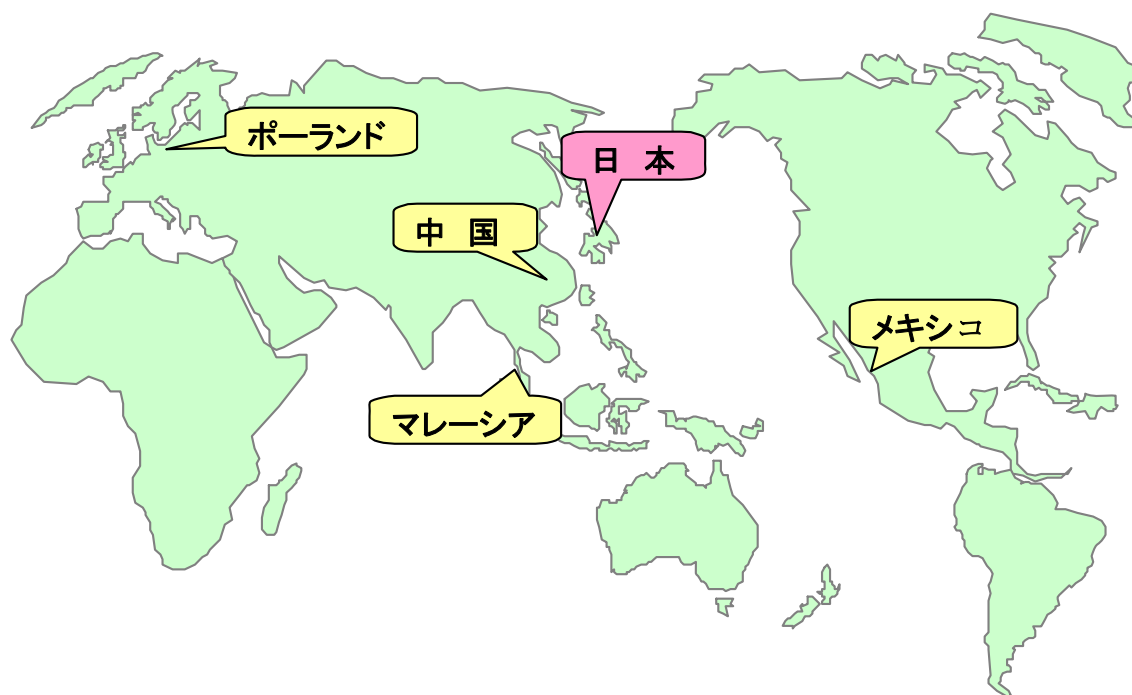 ポーランド
日　本
中　国
メキシコ
マレーシア